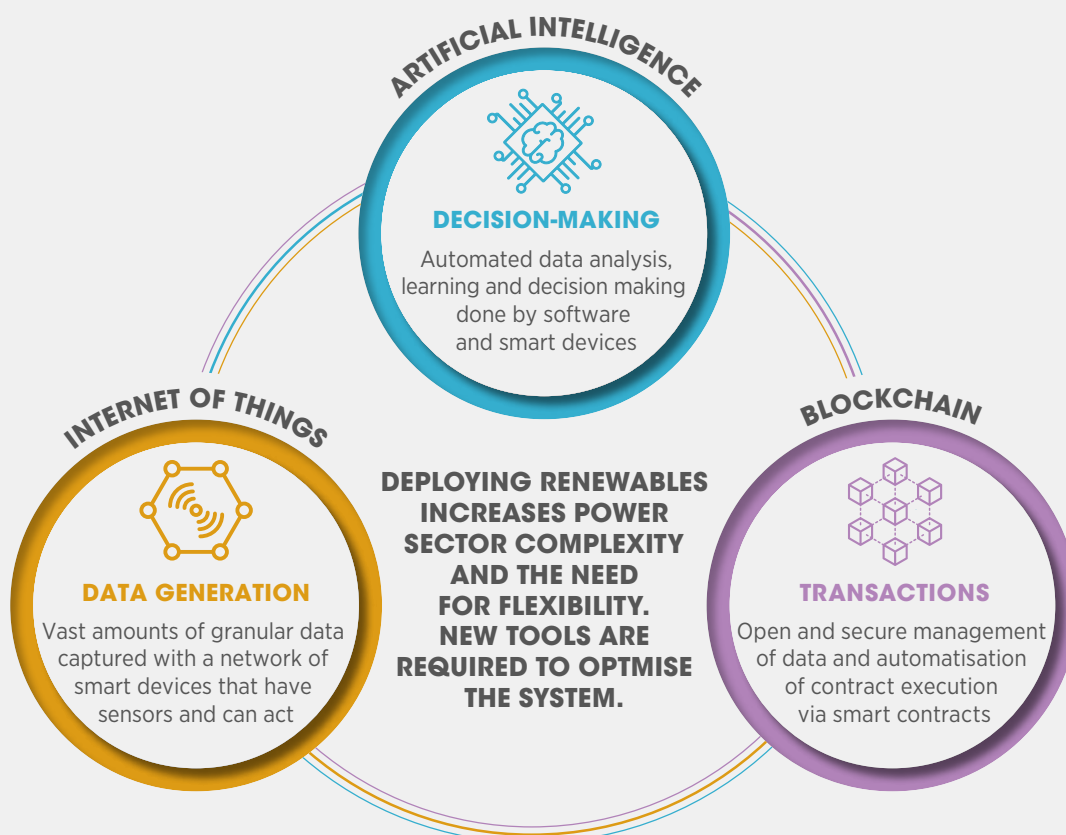 ARTIFICIAL INTELLIGENCE
DECISION-MAKING
Automated data analysis,
learning and decision making
done by software
and smart devices
INTERNET OF THINGS
DATA GENERATION
Vast amounts of granular data
captured with a network of
smart devices that have
sensors and can act
DEPLOYING RENEWABLES
INCREASES POWER
SECTOR COMPLEXITY
AND THE NEED
FOR FLEXIBILITY.
NEW TOOLS ARE
REQUIRED TO OPTMISE
THE SYSTEM.
BLOCKCHAIN
TRANSACTIONS
Open and secure management
of data and automatisation
of contract execution
via smart contracts